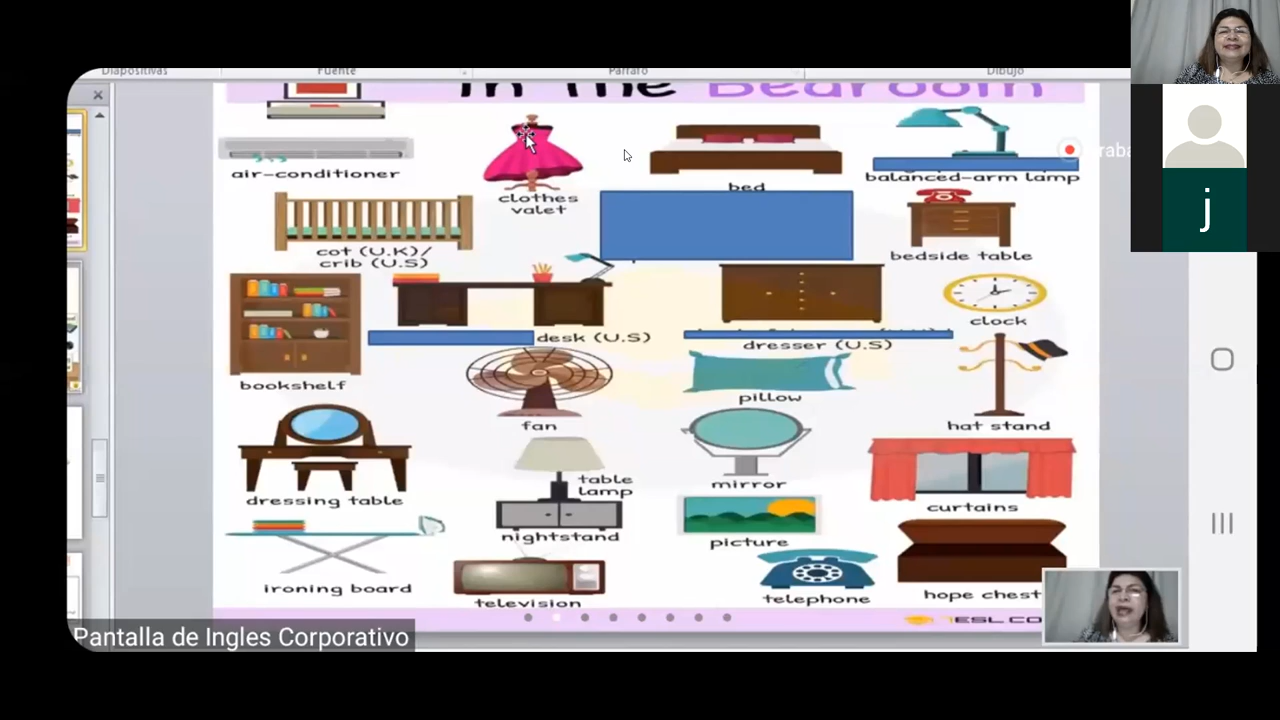 Diapositivas
Fuente
Párrafo
Dibujo
In The Bedroom
air-conditioner
clothes
valet
bed
balanced-arm lamp
cot (U.K)/
crib (U.S)
bedside table
bookshelf
desk (U.S)
dresser (U.S)
clock
fan
pillow
hat stand
dressing table
table
lamp
nightstand
mirror
picture
curtains
ironing board
television
telephone
hope chest
j
Pantalla de Ingles Corporativo